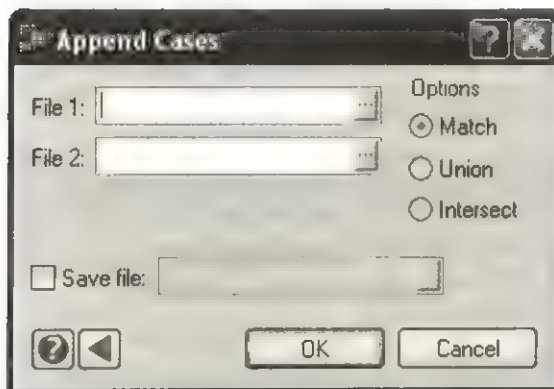 Append Cases
File 1:
File 2:
Options
Match
Union
Intersect
Save file:
OK
Cancel